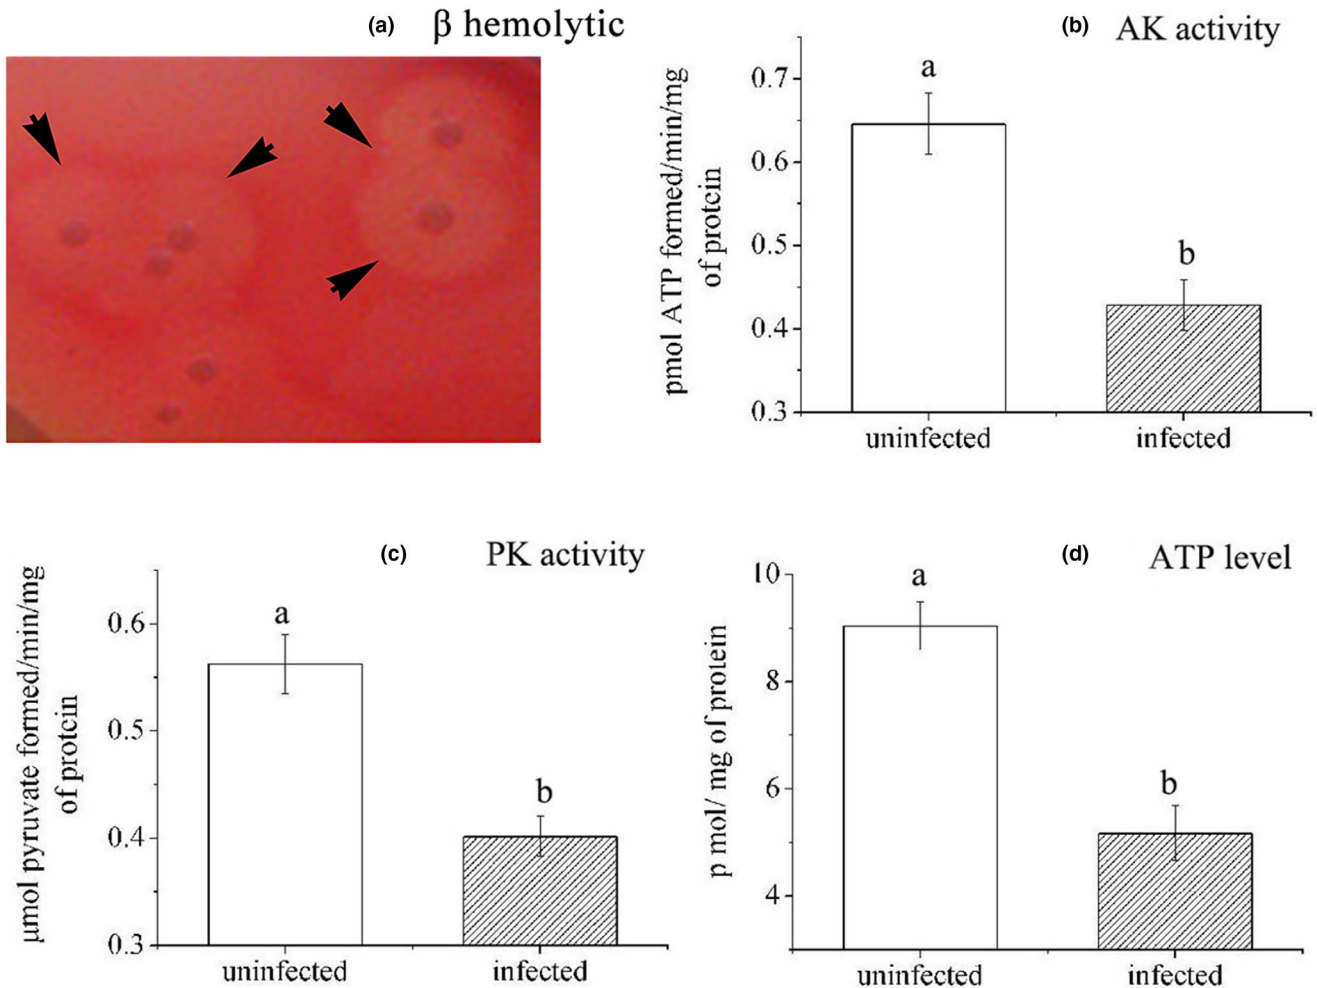 (a) β hemolytic
(b) AK activity
pmol ATP formed/min/mg
of protcin
0.7
0.6
0.5
0.4
0.3
a
b
uninfected
infected
(c) PK activity
μmol pyruvate formed/min/mg
of protcin
0.6
0.5
0.4
0.3
a
b
uninfected
infected
(d) ATP level
p mol/ mg of protein
10
8
6
4
a
b
uninfected
infected